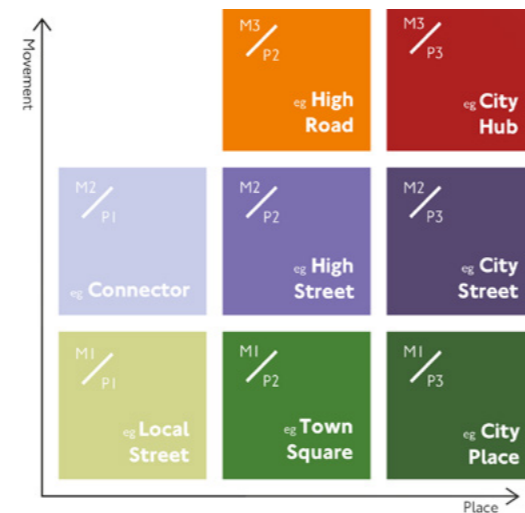 Movement
M3
P2
eg High
Road
M3
P3
eg City
Hub
M2
P1
eg Connector
M2
P2
eg High
Street
M2
P3
eg City
Street
M1
P1
eg Local
Street
M1
P2
eg Town
Square
M1
P3
eg City
Place
Place